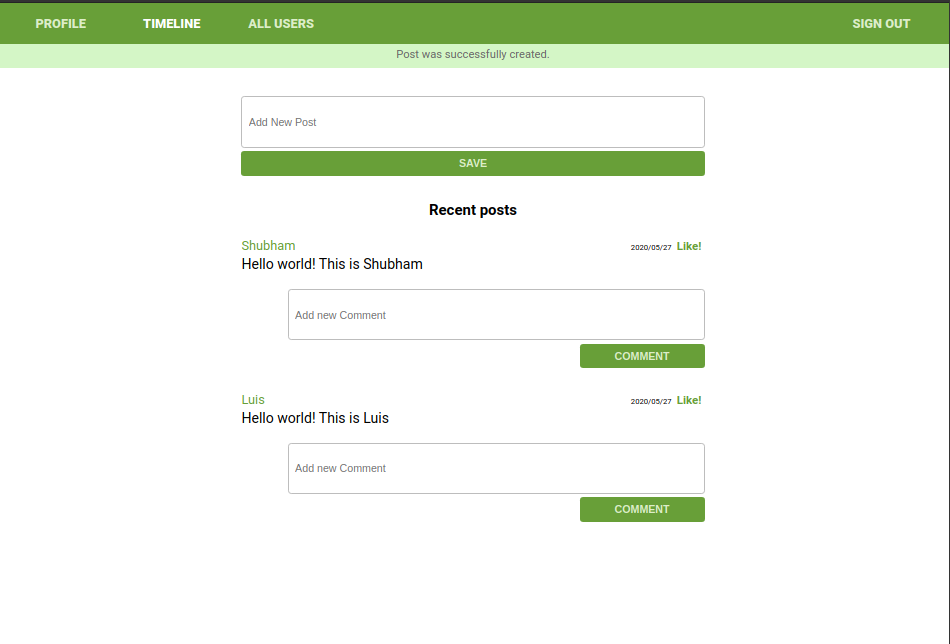 PROFILE TIMELINE ALL USERS SIGN OUT
Post was successfully created.
Add New Post
SAVE
Recent posts
Shubham 2020/05/27 Like!
Hello world! This is Shubham
Add new Comment
COMMENT
Luis 2020/05/27 Like!
Hello world! This is Luis
Add new Comment
COMMENT